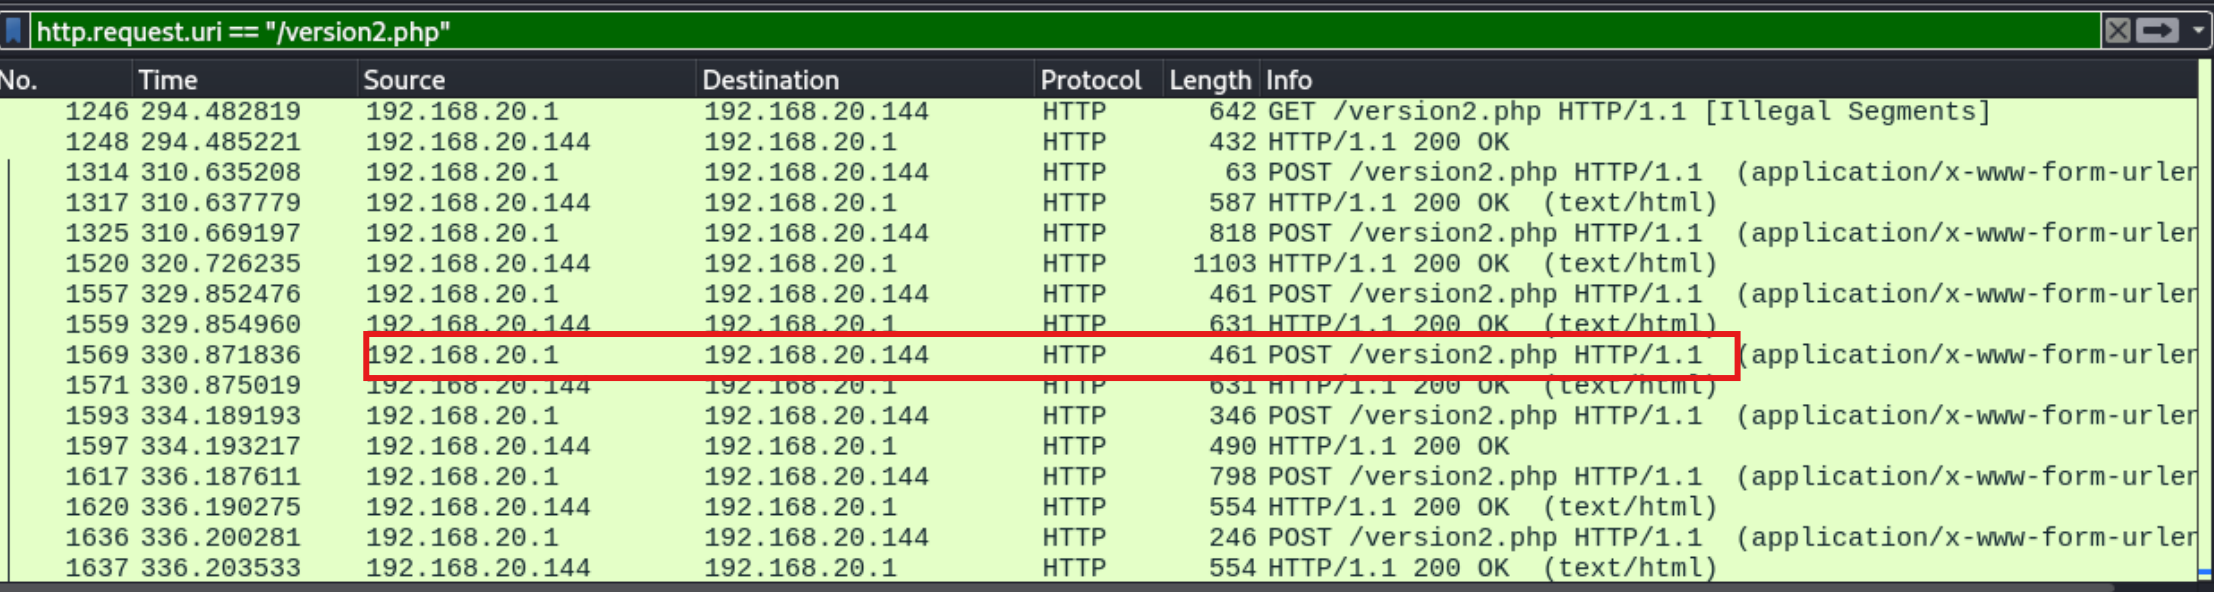 http.request.uri == "/version2.php"
No. Time Source Destination Protocol Length Info
1246 294.482819 192.168.20.1 192.168.20.144 HTTP 642 GET /version2.php HTTP/1.1 [Illegal Segments]
1248 294.485221 192.168.20.144 192.168.20.1 HTTP 432 HTTP/1.1 200 OK
1314 310.635208 192.168.20.1 192.168.20.144 HTTP 63 POST /version2.php HTTP/1.1 (application/x-www-form-urler
1317 310.637779 192.168.20.144 192.168.20.1 HTTP 587 HTTP/1.1 200 OK (text/html)
1325 310.669197 192.168.20.1 192.168.20.144 HTTP 818 POST /version2.php HTTP/1.1 (application/x-www-form-urler
1520 320.726235 192.168.20.144 192.168.20.1 HTTP 1103 HTTP/1.1 200 OK (text/html)
1557 329.852476 192.168.20.1 192.168.20.144 HTTP 461 POST /version2.php HTTP/1.1 (application/x-www-form-urler
1559 329.854960 192.168.20.144 192.168.20.1 HTTP 631 HTTP/1.1 200 OK (text/html)
1569 330.871836 192.168.20.1 192.168.20.144 HTTP 461 POST /version2.php HTTP/1.1 (application/x-www-form-urler
1571 330.875019 192.168.20.144 192.168.20.1 HTTP 631 HTTP/1.1 200 OK (text/html)
1593 334.189193 192.168.20.1 192.168.20.144 HTTP 346 POST /version2.php HTTP/1.1 (application/x-www-form-urler
1597 334.193217 192.168.20.144 192.168.20.1 HTTP 490 HTTP/1.1 200 OK
1617 336.187611 192.168.20.1 192.168.20.144 HTTP 798 POST /version2.php HTTP/1.1 (application/x-www-form-urler
1620 336.190275 192.168.20.144 192.168.20.1 HTTP 554 HTTP/1.1 200 OK (text/html)
1636 336.200281 192.168.20.1 192.168.20.144 HTTP 246 POST /version2.php HTTP/1.1 (application/x-www-form-urler
1637 336.203533 192.168.20.144 192.168.20.1 HTTP 554 HTTP/1.1 200 OK (text/html)